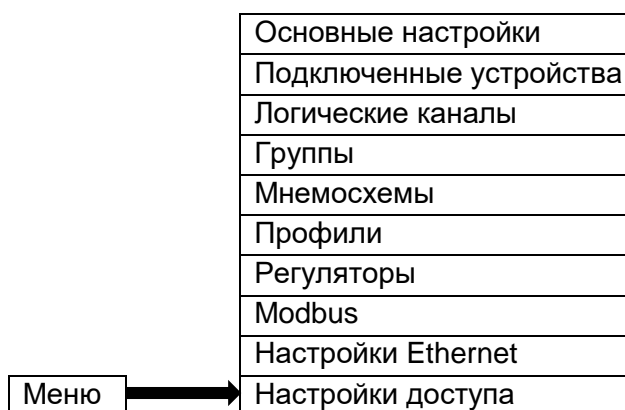 Основные настройки
Подключенные устройства
Логические каналы
Группы
Мнемосхемы
Профили
Регуляторы
Modbus
Настройки Ethernet
Меню
Настройки доступа